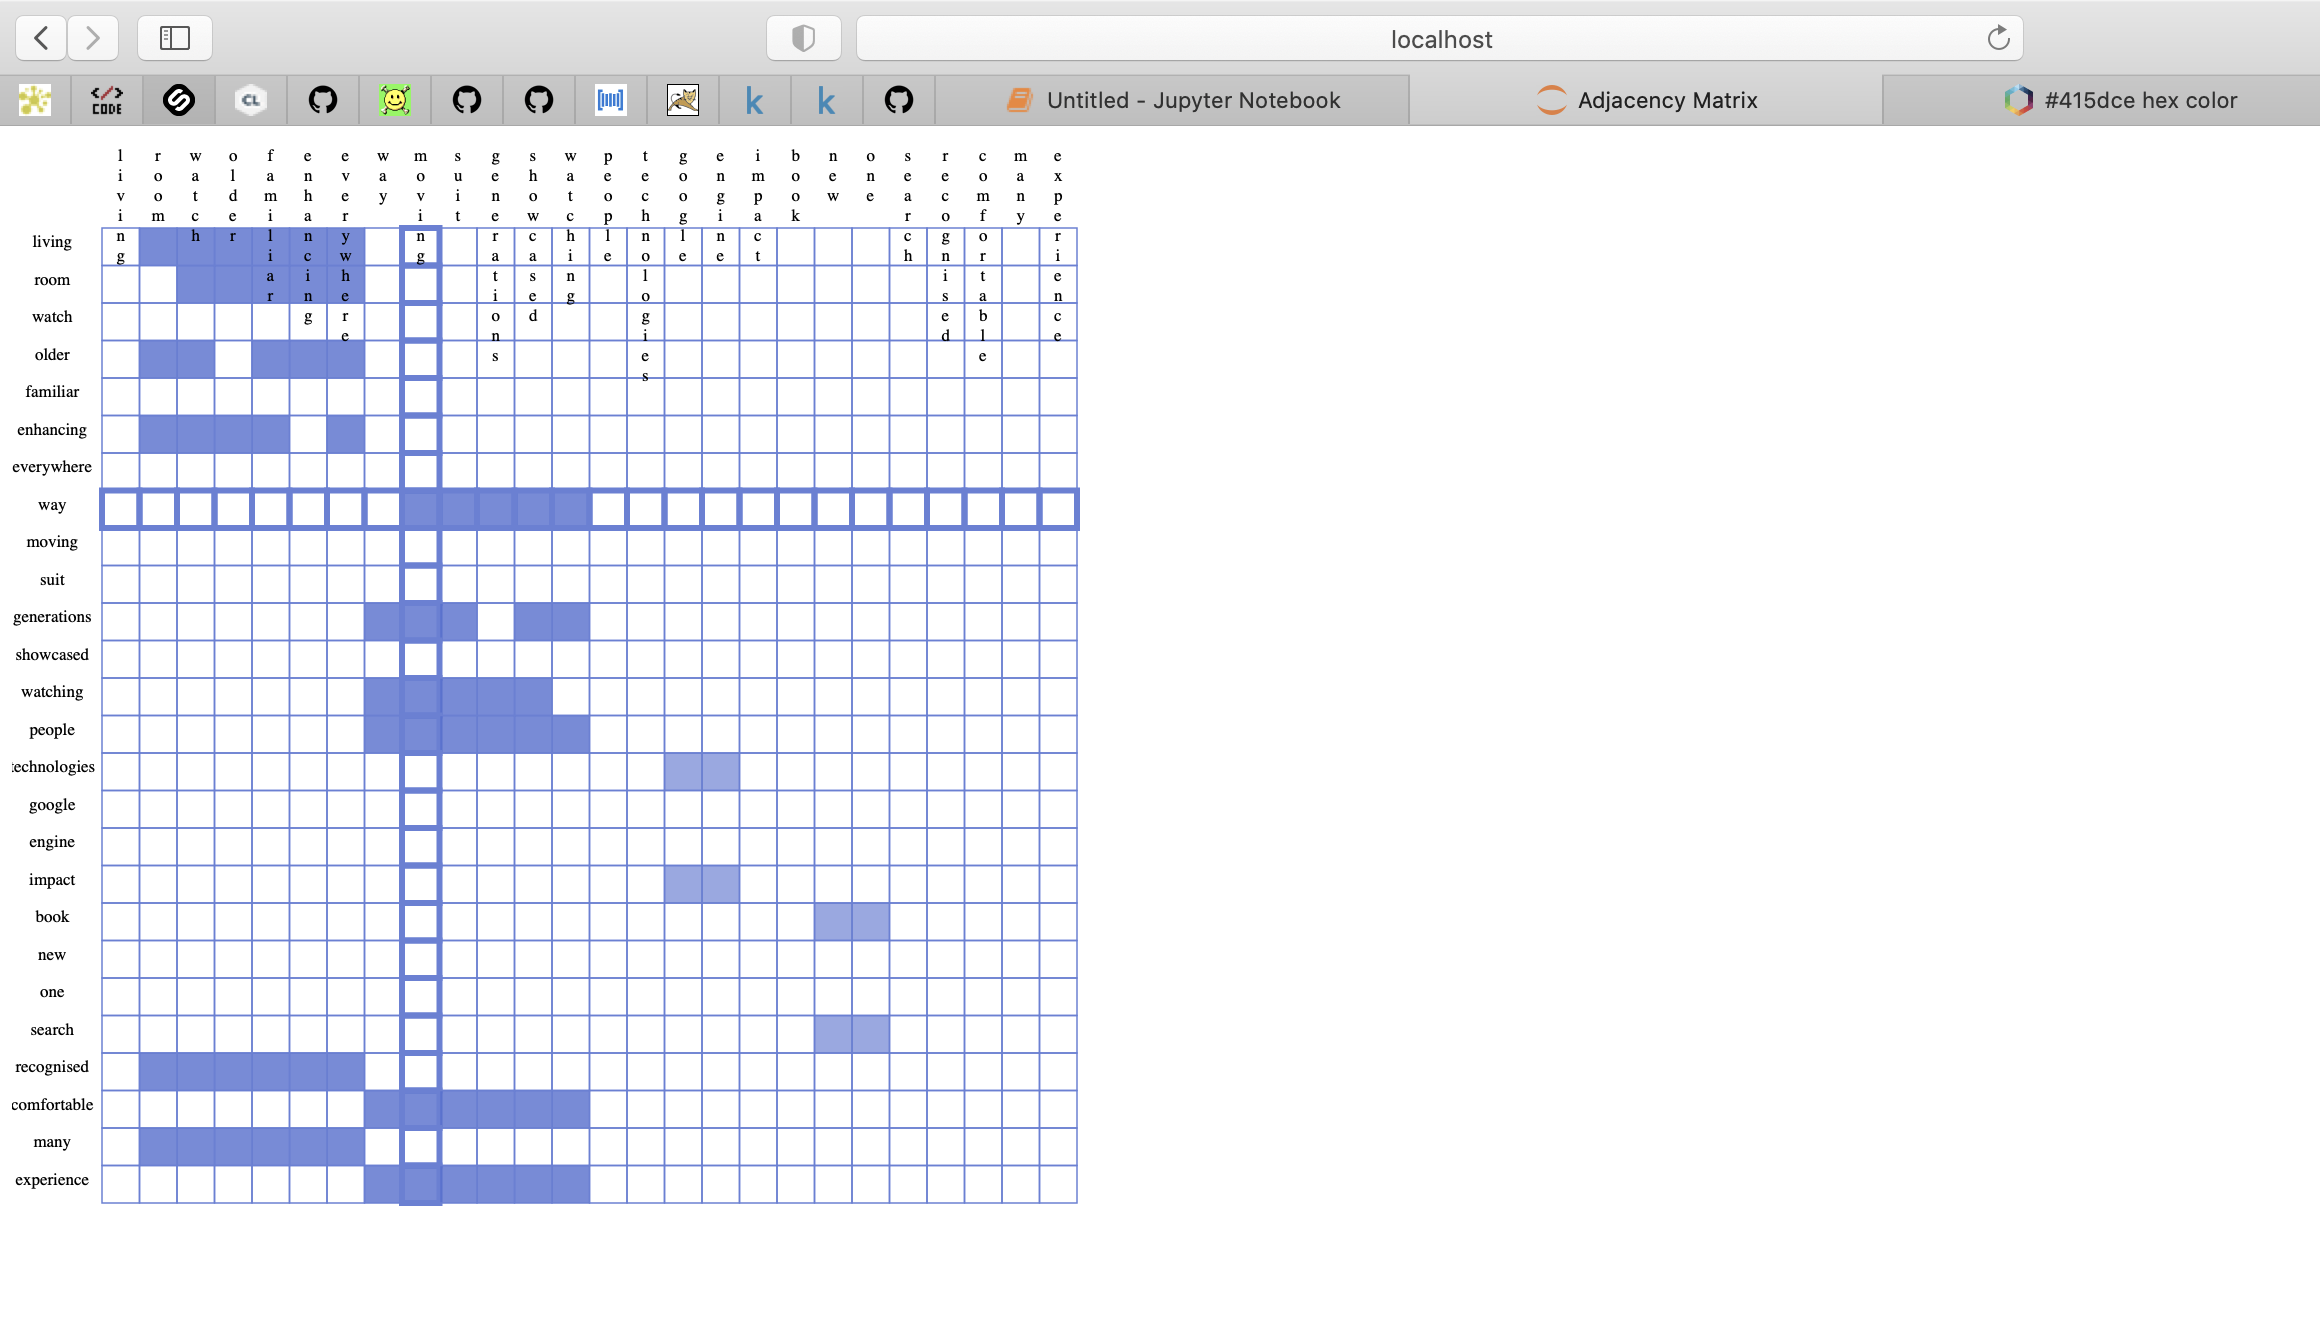 localhost
</> CODE
CL
k
k
Untitled - Jupyter Notebook
Adjacency Matrix
#415dce hex color
living
room
watch
older
familiar
enhancing
everywhere
way
moving
suit
generations
showcased
watching
people
technologies
google
engine
impact
book
new
one
search
recognised
comfortable
many
experience
living
room
watch
older
familiar
enhancing
everywhere
way
moving
suit
generations
showcased
watching
people
technologies
google
engine
impact
book
new
one
search
recognised
comfortable
many
experience